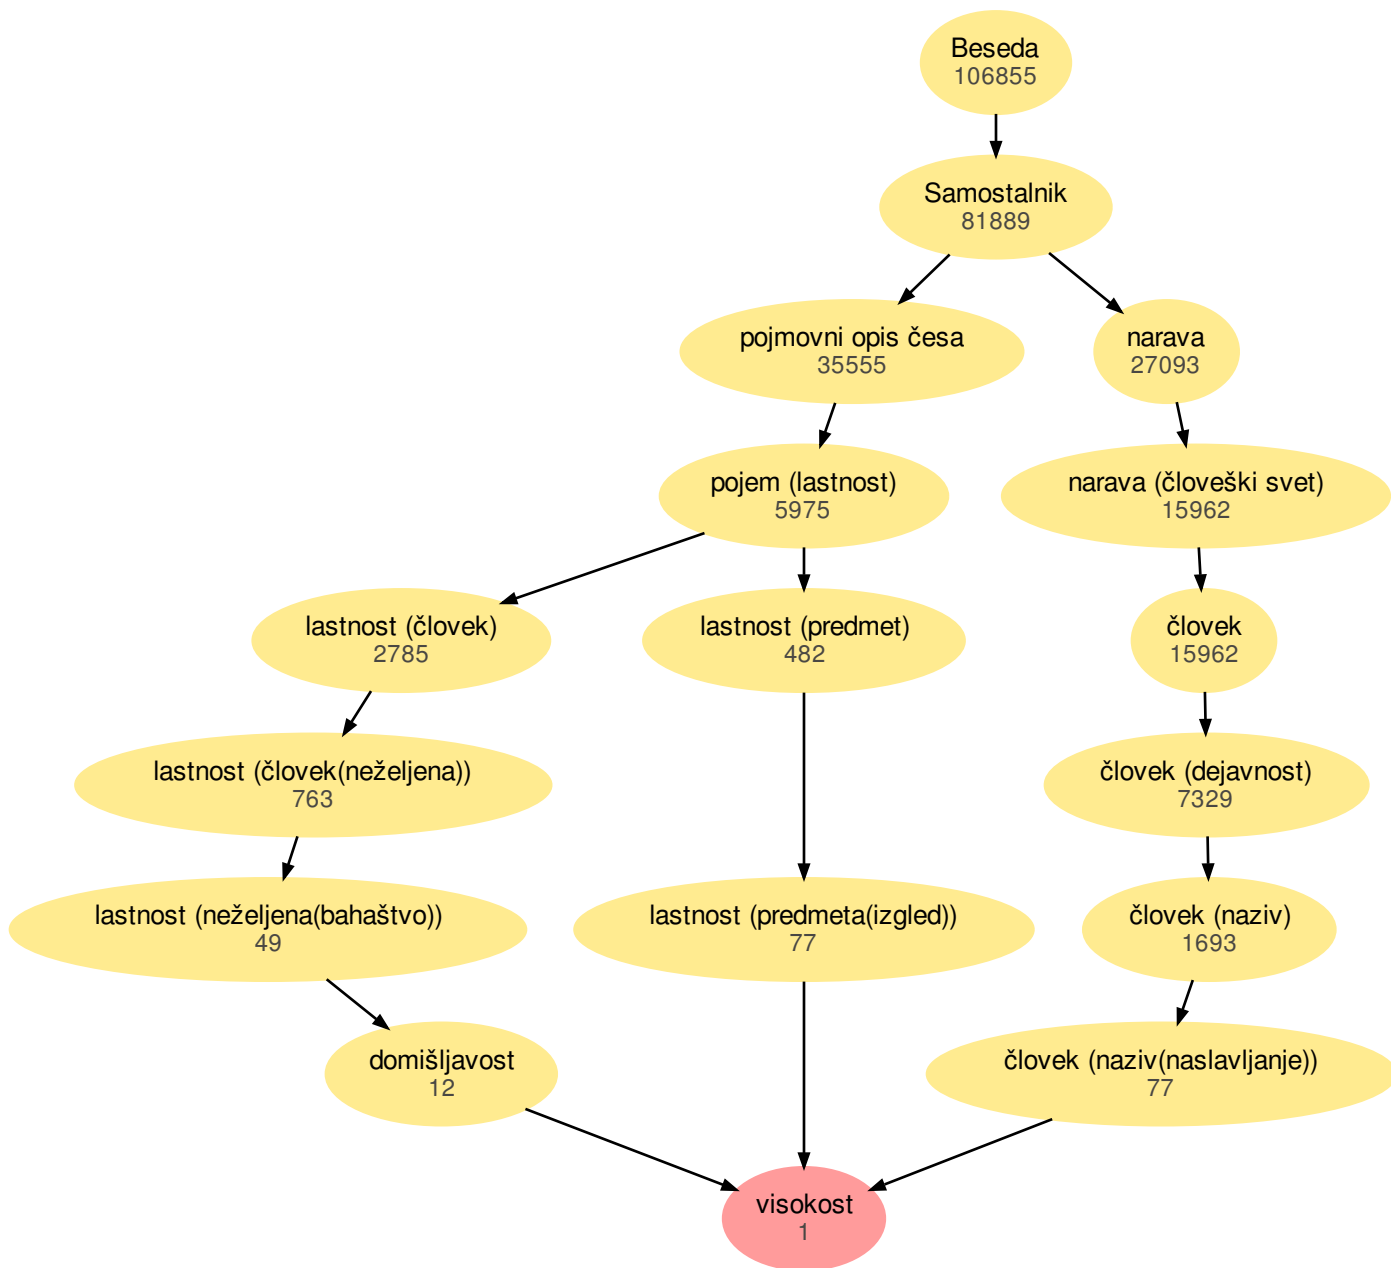 Beseda
106855
Samostalnik
81889
pojmovni opis česa
35555
narava
27093
pojem (lastnost)
5975
narava (človeški svet)
15962
lastnost (človek)
2785
lastnost (predmet)
482
človek
15962
lastnost (človek(neželjena))
763
človek (dejavnost)
7329
lastnost (neželjena(bahaštvo))
49
lastnost (predmeta(izgled))
77
človek (naziv)
1693
domišljavost
12
človek (naziv(naslavljanje))
77
visokost
1